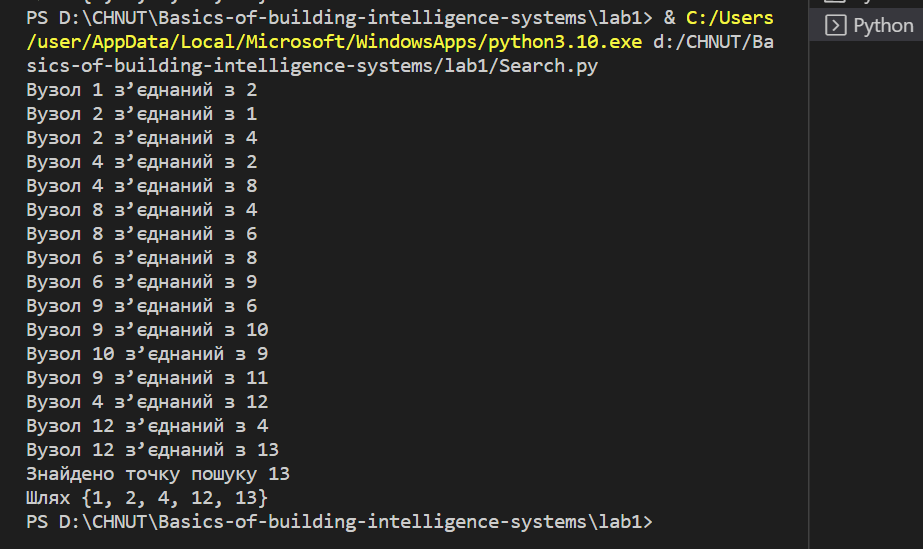 PS D:\CHNUT\Basics-of-building-intelligence-systems\lab1> & C:/Users
/user/AppData/Local/Microsoft/WindowsApps/python3.10.exe d:/CHNUT/Ba
sics-of-building-intelligence-systems/lab1/Search.py
Вузол 1 з’єднаний з 2
Вузол 2 з’єднаний з 1
Вузол 2 з’єднаний з 4
Вузол 4 з’єднаний з 2
Вузол 4 з’єднаний з 8
Вузол 8 з’єднаний з 4
Вузол 8 з’єднаний з 6
Вузол 6 з’єднаний з 8
Вузол 6 з’єднаний з 9
Вузол 9 з’єднаний з 6
Вузол 9 з’єднаний з 10
Вузол 10 з’єднаний з 9
Вузол 9 з’єднаний з 11
Вузол 4 з’єднаний з 12
Вузол 12 з’єднаний з 4
Вузол 12 з’єднаний з 13
Знайдено точку пошуку 13
Шлях {1, 2, 4, 12, 13}
PS D:\CHNUT\Basics-of-building-intelligence-systems\lab1>
Python